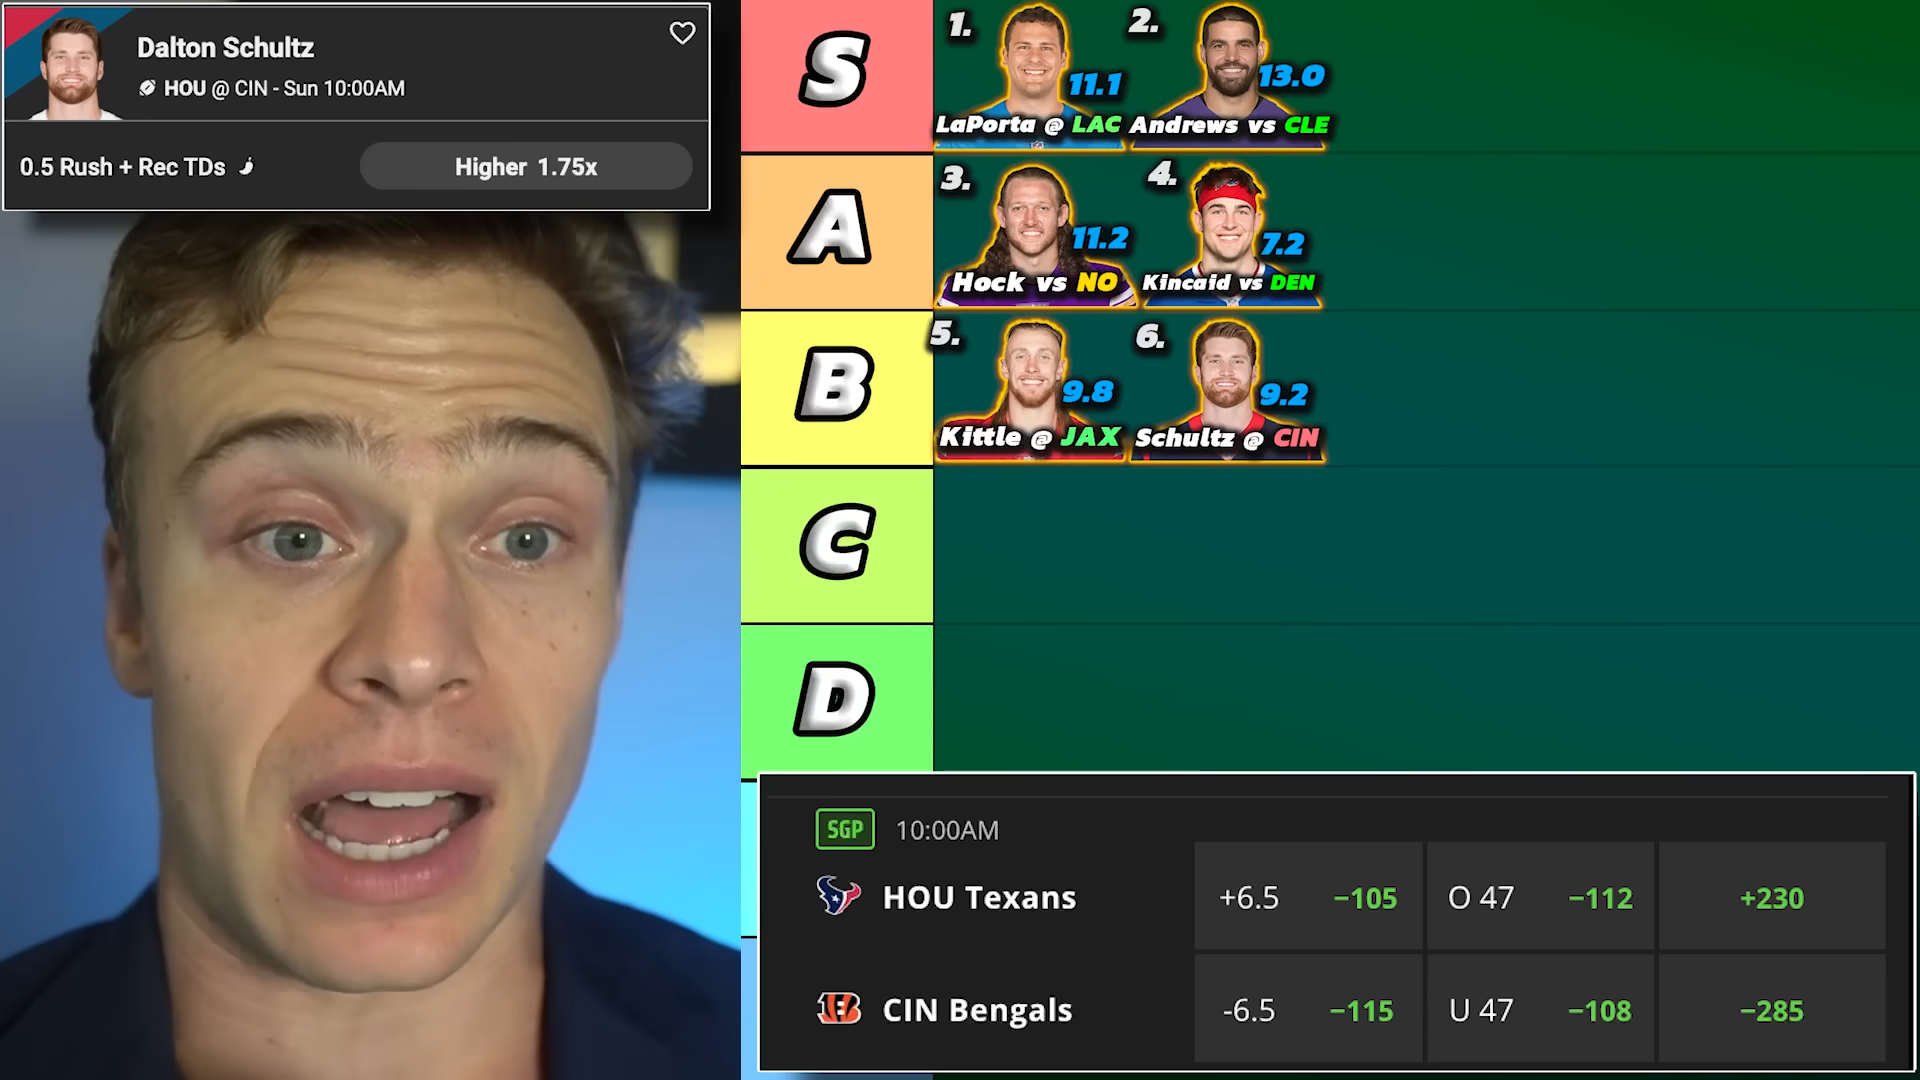 Dalton Schultz
HOU @ CIN - Sun 10:00AM
0.5 Rush + Rec TDs
Higher 1.75x
S
1.
11.1
LaPorta @ LAC
2.
13.0
Andrews vs CLE
A
3.
11.2
Hock vs NO
4.
7.2
Kincaid vs DEN
B
5.
9.8
Kittle @ JAX
6.
9.2
Schultz @ CIN
C
D
SGP 10:00AM
HOU Texans +6.5 −105 O 47 −112 +230
CIN Bengals -6.5 −115 U 47 −108 −285